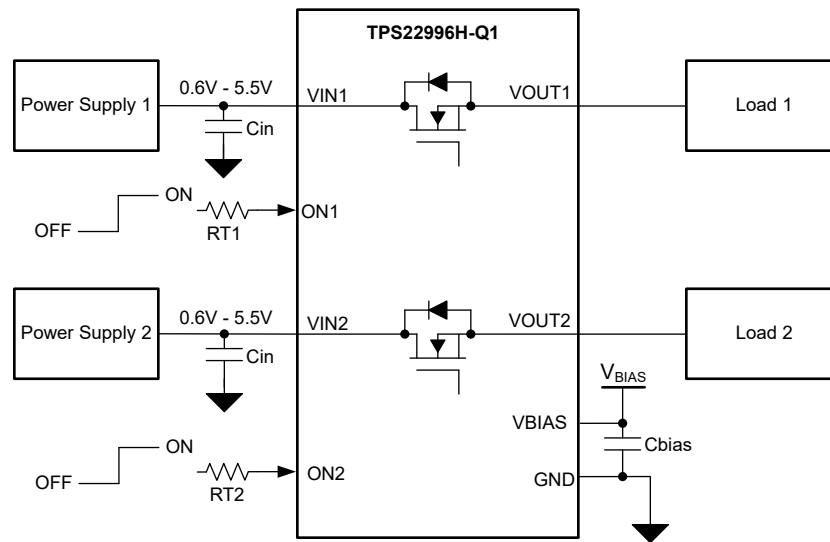 TPS22996H-Q1
Power Supply 1
0.6V - 5.5V
VIN1
VOUT1
Load 1
Cin
ON
OFF
RT1
ON1
Power Supply 2
0.6V - 5.5V
VIN2
VOUT2
Load 2
Cin
VBIAS
VBIAS
Cbias
ON
OFF
RT2
ON2
GND